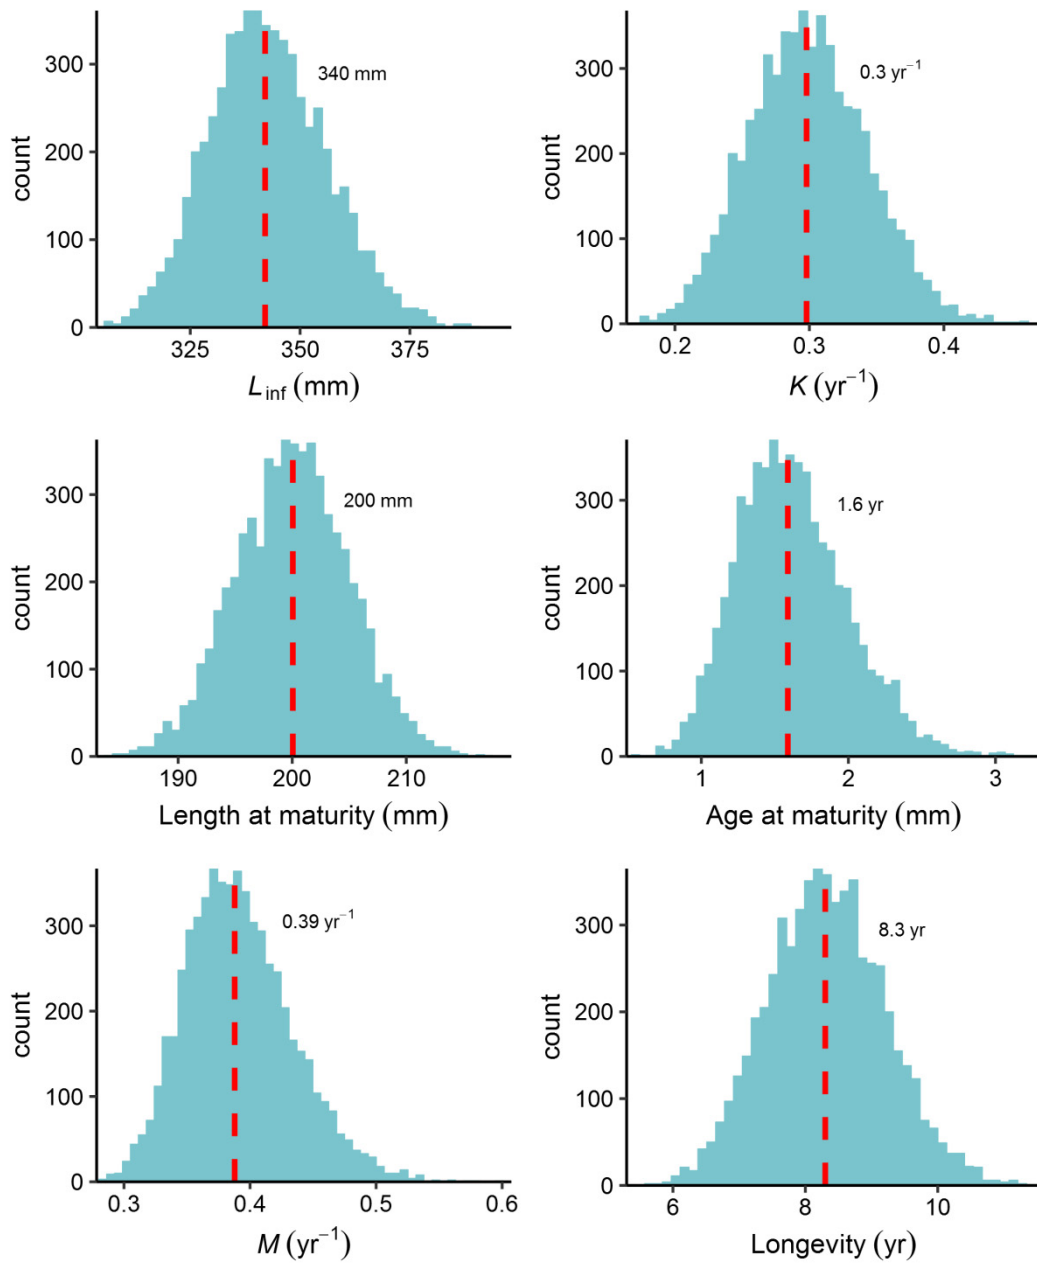 300
200
100
0
count
340 mm
325 350 375
L_inf (mm)
300
200
100
0
count
0.3 yr⁻¹
0.2 0.3 0.4
K (yr⁻¹)
300
200
100
0
count
200 mm
190 200 210
Length at maturity (mm)
300
200
100
0
count
1.6 yr
1 2 3
Age at maturity (mm)
300
200
100
0
count
0.39 yr⁻¹
0.3 0.4 0.5 0.6
M (yr⁻¹)
300
200
100
0
count
8.3 yr
6 8 10
Longevity (yr)